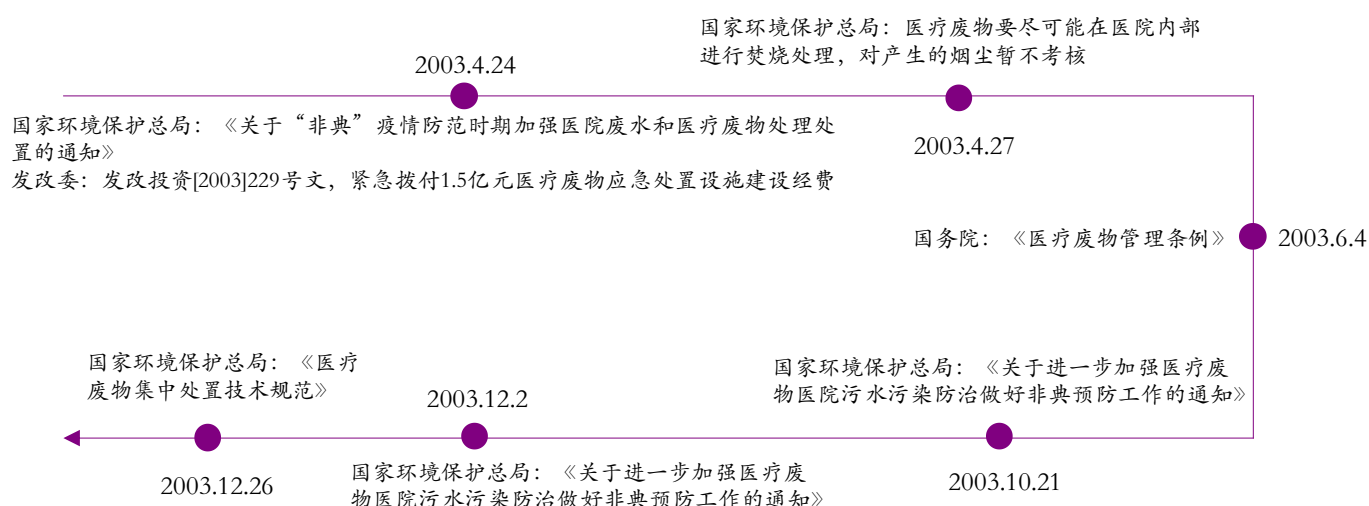 国家环境保护总局：医疗废物要尽可能在医院内部
进行焚烧处理，对产生的烟尘暂不考核
2003.4.24
国家环境保护总局：《关于“非典”疫情防范时期加强医院废水和医疗废物处理处
置的通知》
发改委：发改投资[2003]229号文，紧急拨付1.5亿元医疗废物应急处置设施建设经费
2003.4.27
国务院：《医疗废物管理条例》
2003.6.4
国家环境保护总局：《关于进一步加强医疗废
物医院污水污染防治做好非典预防工作的通知》
2003.10.21
2003.12.2
国家环境保护总局：《关于进一步加强医疗废
物医院污水污染防治做好非典预防工作的通知》
国家环境保护总局：《医疗
废物集中处置技术规范》
2003.12.26